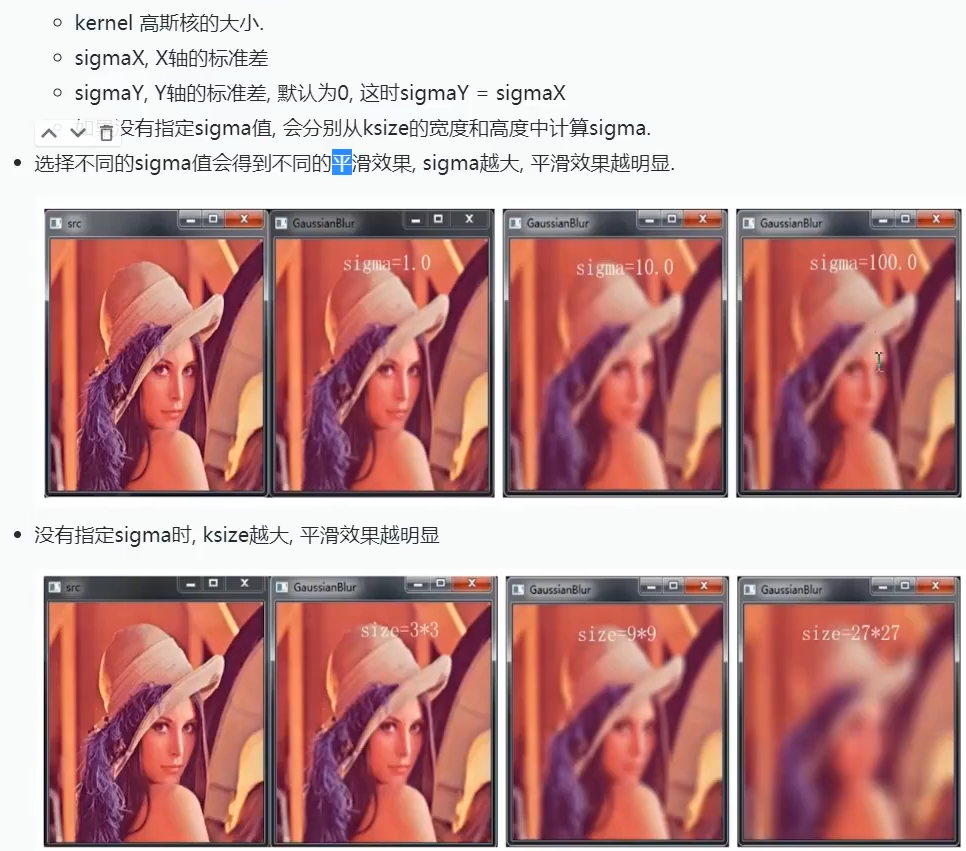 kernel 高斯核的大小.
sigmaX, X轴的标准差
sigmaY, Y轴的标准差, 默认为0, 这时sigmaY = sigmaX
没有指定sigma值, 会分别从ksize的宽度和高度中计算sigma.
选择不同的sigma值会得到不同的平滑效果, sigma越大, 平滑效果越明显.
src
GaussianBlur
GaussianBlur
GaussianBlur
sigma=1.0
sigma=10.0
sigma=100.0
没有指定sigma时, ksize越大, 平滑效果越明显
src
GaussianBlur
GaussianBlur
GaussianBlur
size=3*3
size=9*9
size=27*27